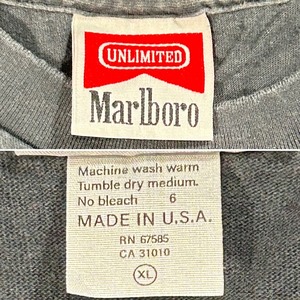 UNLIMITED
Marlboro
Machine wash warm
Tumble dry medium.
No bleach 6
MADE IN U.S.A.
RN 67585
CA 31010
XL